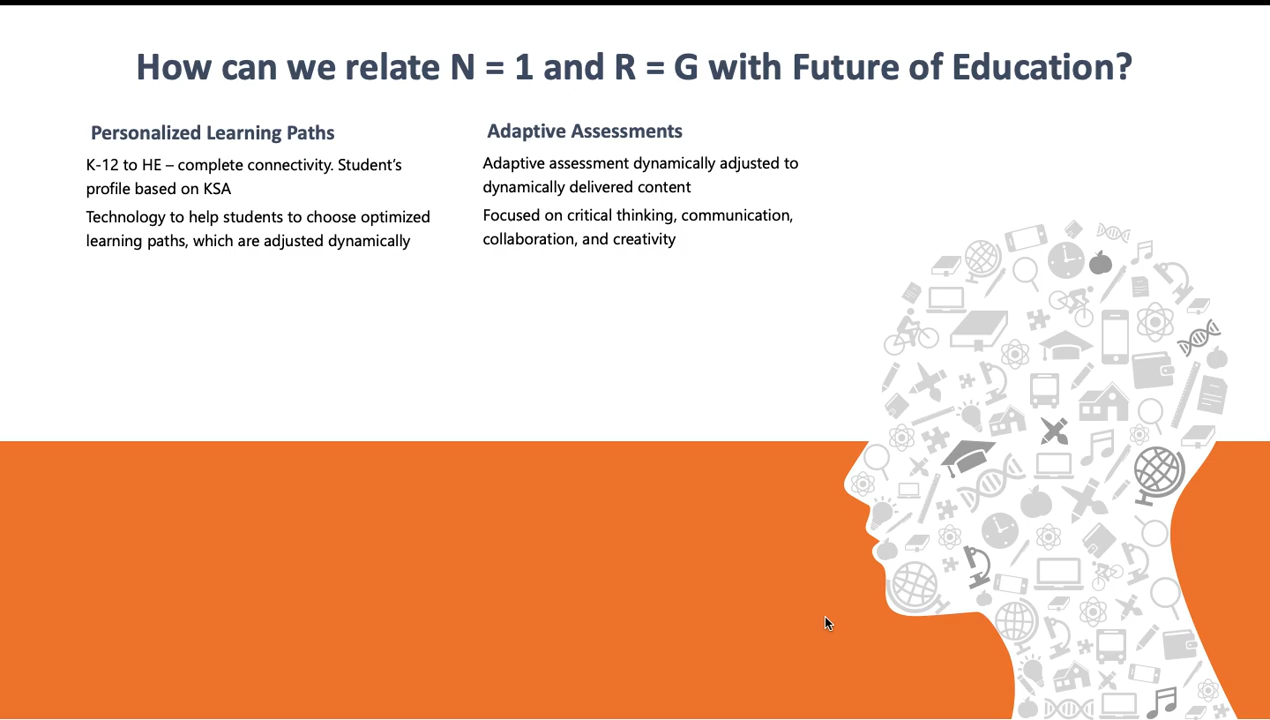 How can we relate N = 1 and R = G with Future of Education?
Personalized Learning Paths
K-12 to HE – complete connectivity. Student's
profile based on KSA
Technology to help students to choose optimized
learning paths, which are adjusted dynamically
Adaptive Assessments
Adaptive assessment dynamically adjusted to
dynamically delivered content
Focused on critical thinking, communication,
collaboration, and creativity